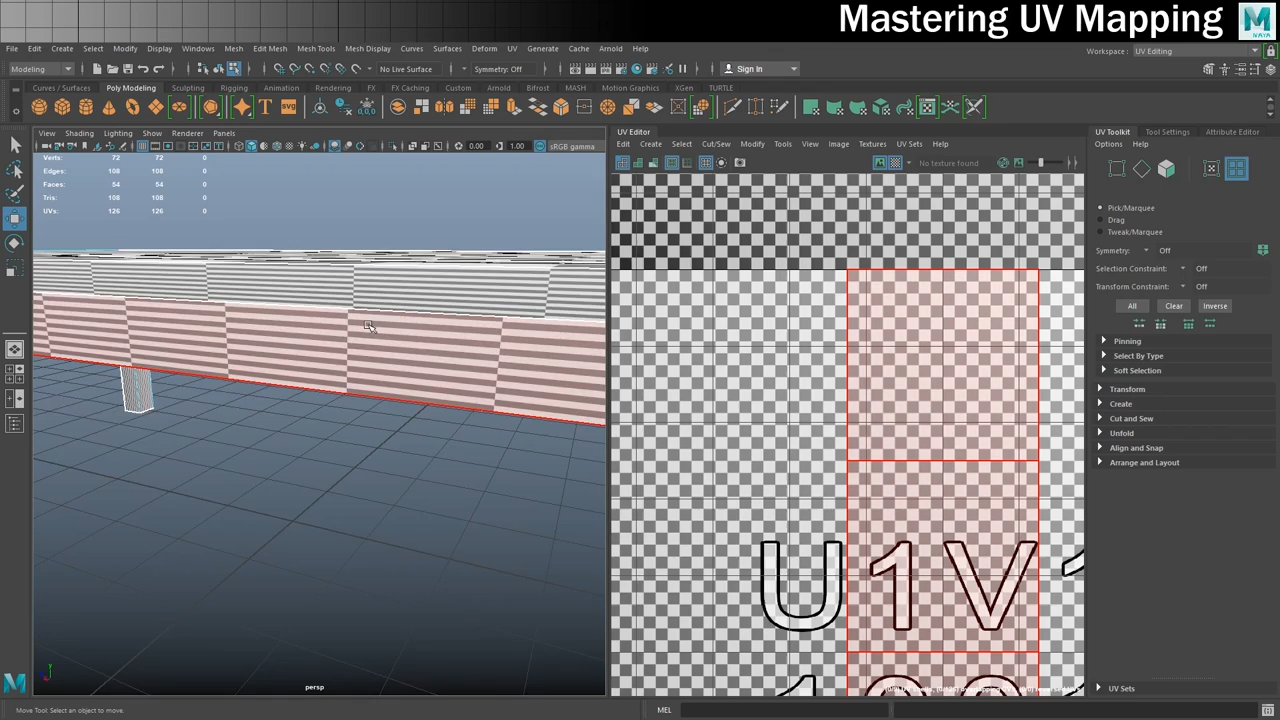 Mastering UV Mapping
MAYA
File Edit Create Select Modify Display Windows Mesh Edit Mesh Mesh Tools Mesh Display Curves Surfaces Deform UV Generate Cache Arnold Help
Workspace: UV Editing
Modeling No Live Surface Symmetry: Off Sign In
Curves / Surfaces Poly Modeling Sculpting Rigging Animation Rendering FX FX Caching Custom Arnold Bifrost MASH Motion Graphics XGen TURTLE
View Shading Lighting Show Renderer Panels
UV Editor
UV Toolkit Tool Settings Attribute Editor
Edit Create Select Cut/Sew Modify Tools View Image Textures UV Sets Help
Options Help
0.00 1.00 sRGB gamma
No texture found
Verts: 72 72 0
Edges: 108 108 0
Faces: 54 54 0
Tris: 108 108 0
UVs: 126 126 0
Pick/Marquee
Drag
Tweak/Marquee
Symmetry: Off
Selection Constraint: Off
Transform Constraint: Off
All Clear Inverse
Pinning
Select By Type
Soft Selection
Transform
Create
Cut and Sew
Unfold
Align and Snap
Arrange and Layout
U1V1
persp
UV Sets
Move Tool: Select an object to move.
MEL